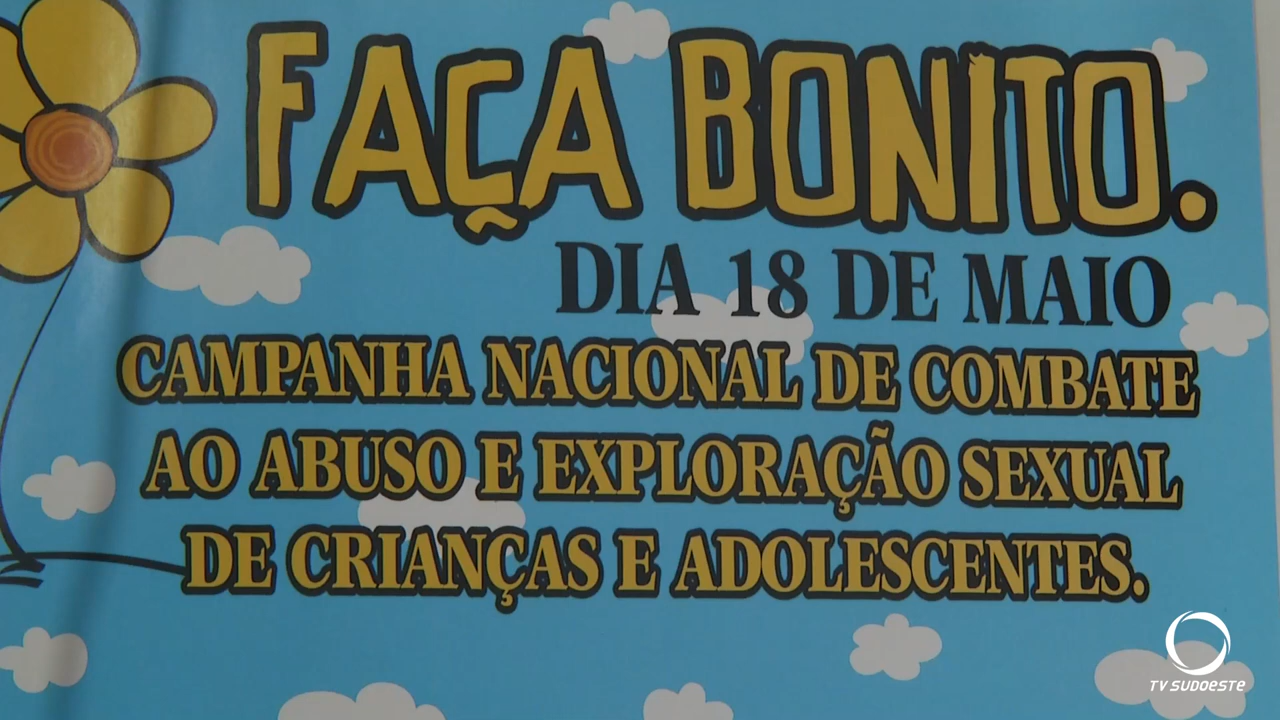 FAÇA BONITO.
DIA 18 DE MAIO
CAMPANHA NACIONAL DE COMBATE
AO ABUSO E EXPLORAÇÃO SEXUAL
DE CRIANÇAS E ADOLESCENTES.
TV SUDOESTE